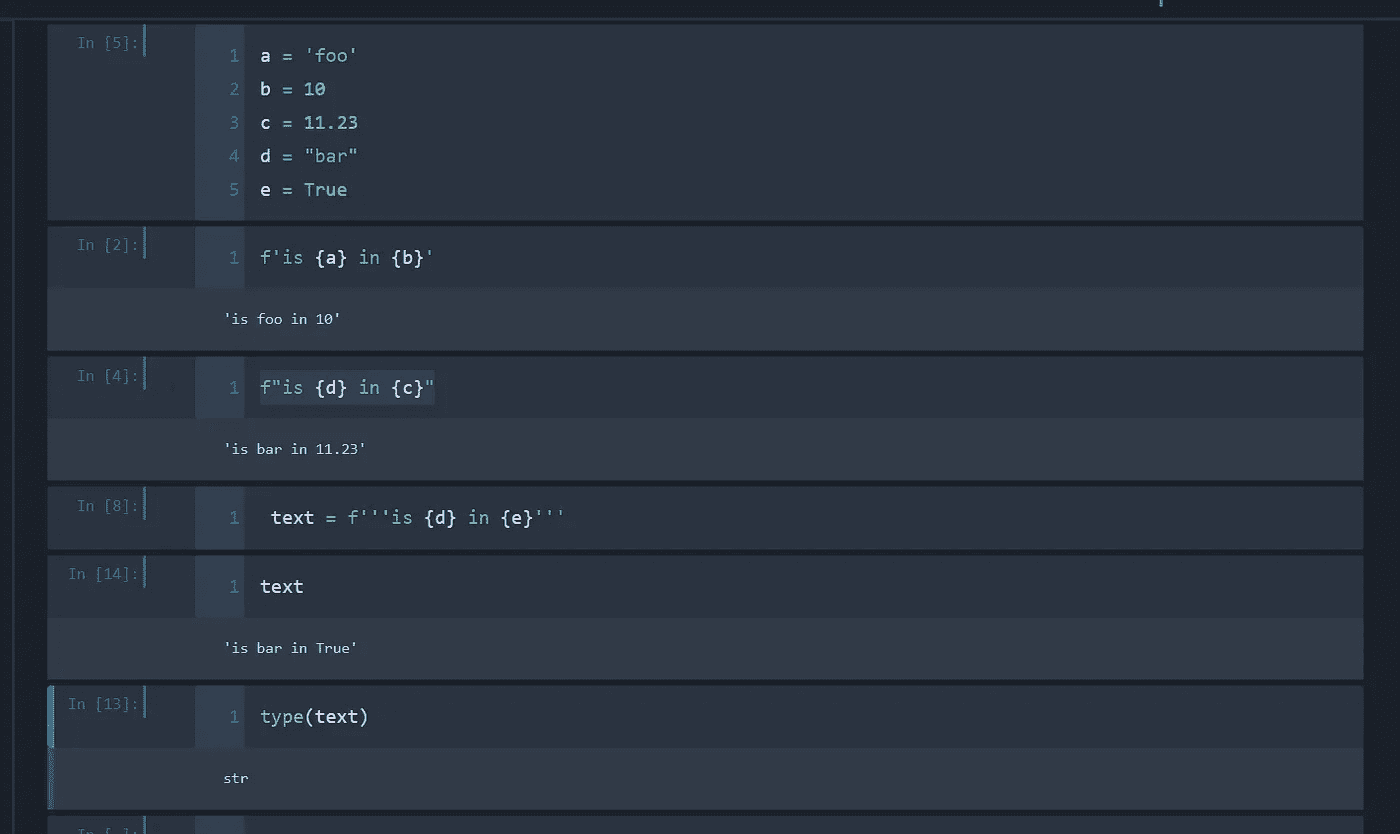 In [5]:
1 a = 'foo'
2 b = 10
3 c = 11.23
4 d = "bar"
5 e = True
In [2]:
1 f'is {a} in {b}'
'is foo in 10'
In [4]:
1 f"is {d} in {c}"
'is bar in 11.23'
In [8]:
1 text = f'''is {d} in {e}'''
In [14]:
1 text
'is bar in True'
In [13]:
1 type(text)
str